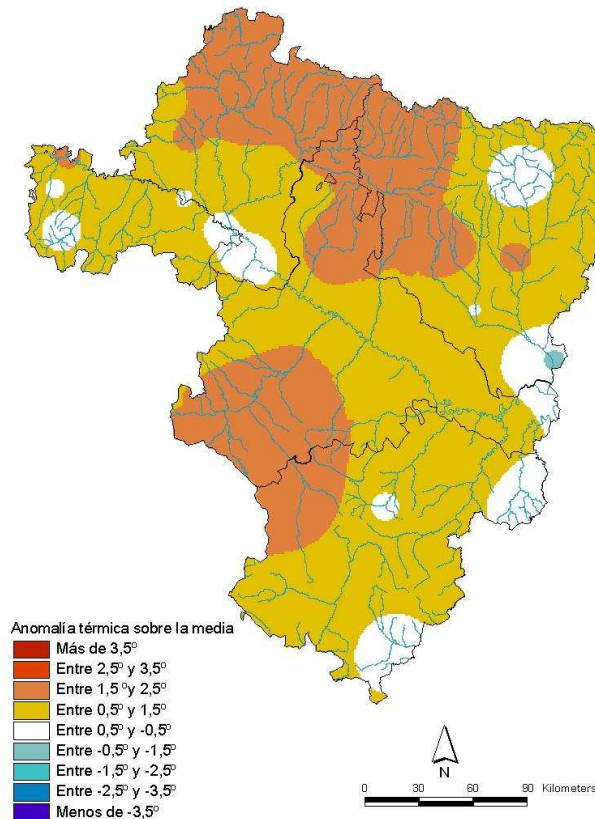 Anomalía térmica sobre la media
Más de 3,5º
Entre 2,5º y 3,5º
Entre 1,5 º y 2,5º
Entre 0,5º y 1,5º
Entre 0,5º y -0,5º
Entre -0,5º y -1,5º
Entre -1,5º y -2,5º
Entre -2,5º y -3,5º
Menos de -3,5º
N
0 30 60 90 Kilometers